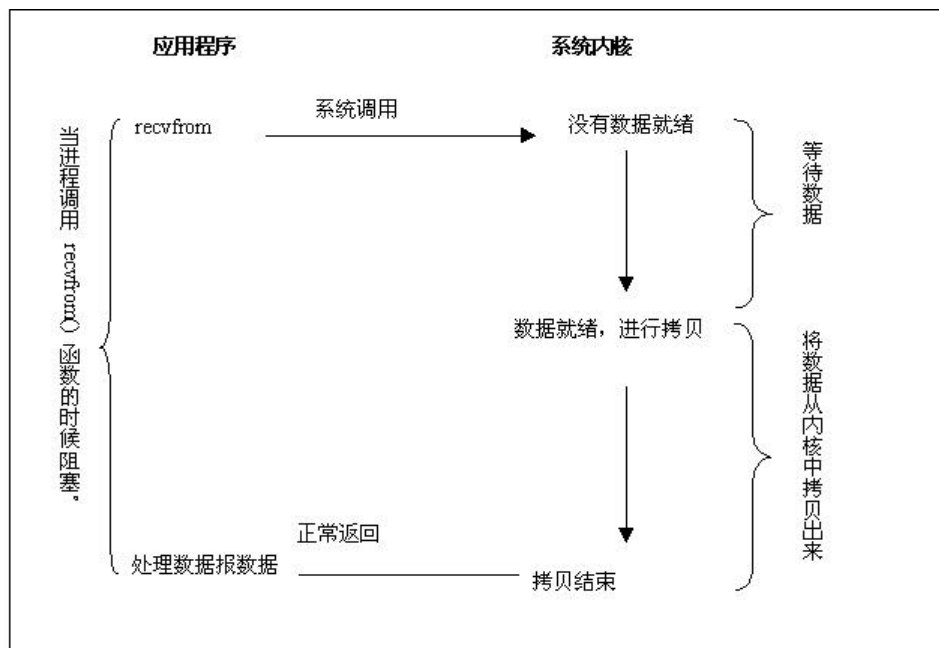 应用程序
系统内核
系统调用
recvfrom
没有数据就绪
当进程调用 recvfrom() 函数的时候阻塞。
等待数据
数据就绪，进行拷贝
将数据从内核中拷贝出来
正常返回
处理数据报数据
拷贝结束